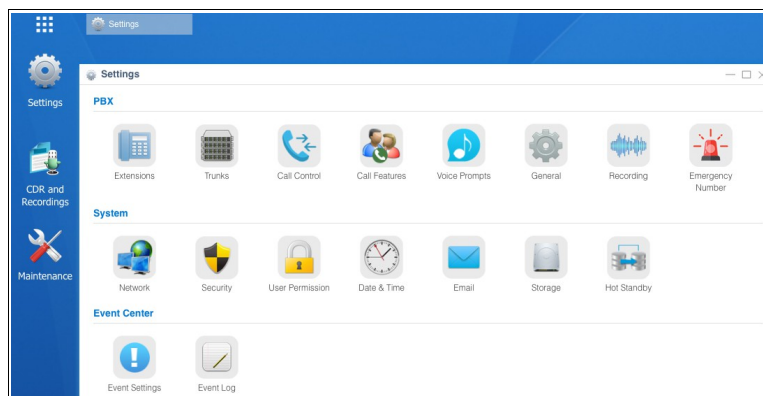 Settings
Settings
Settings
PBX
Extensions
Trunks
Call Control
Call Features
Voice Prompts
General
Recording
Emergency
Number
CDR and
Recordings
System
Maintenance
Network
Security
User Permission
Date & Time
Email
Storage
Hot Standby
Event Center
Event Settings
Event Log